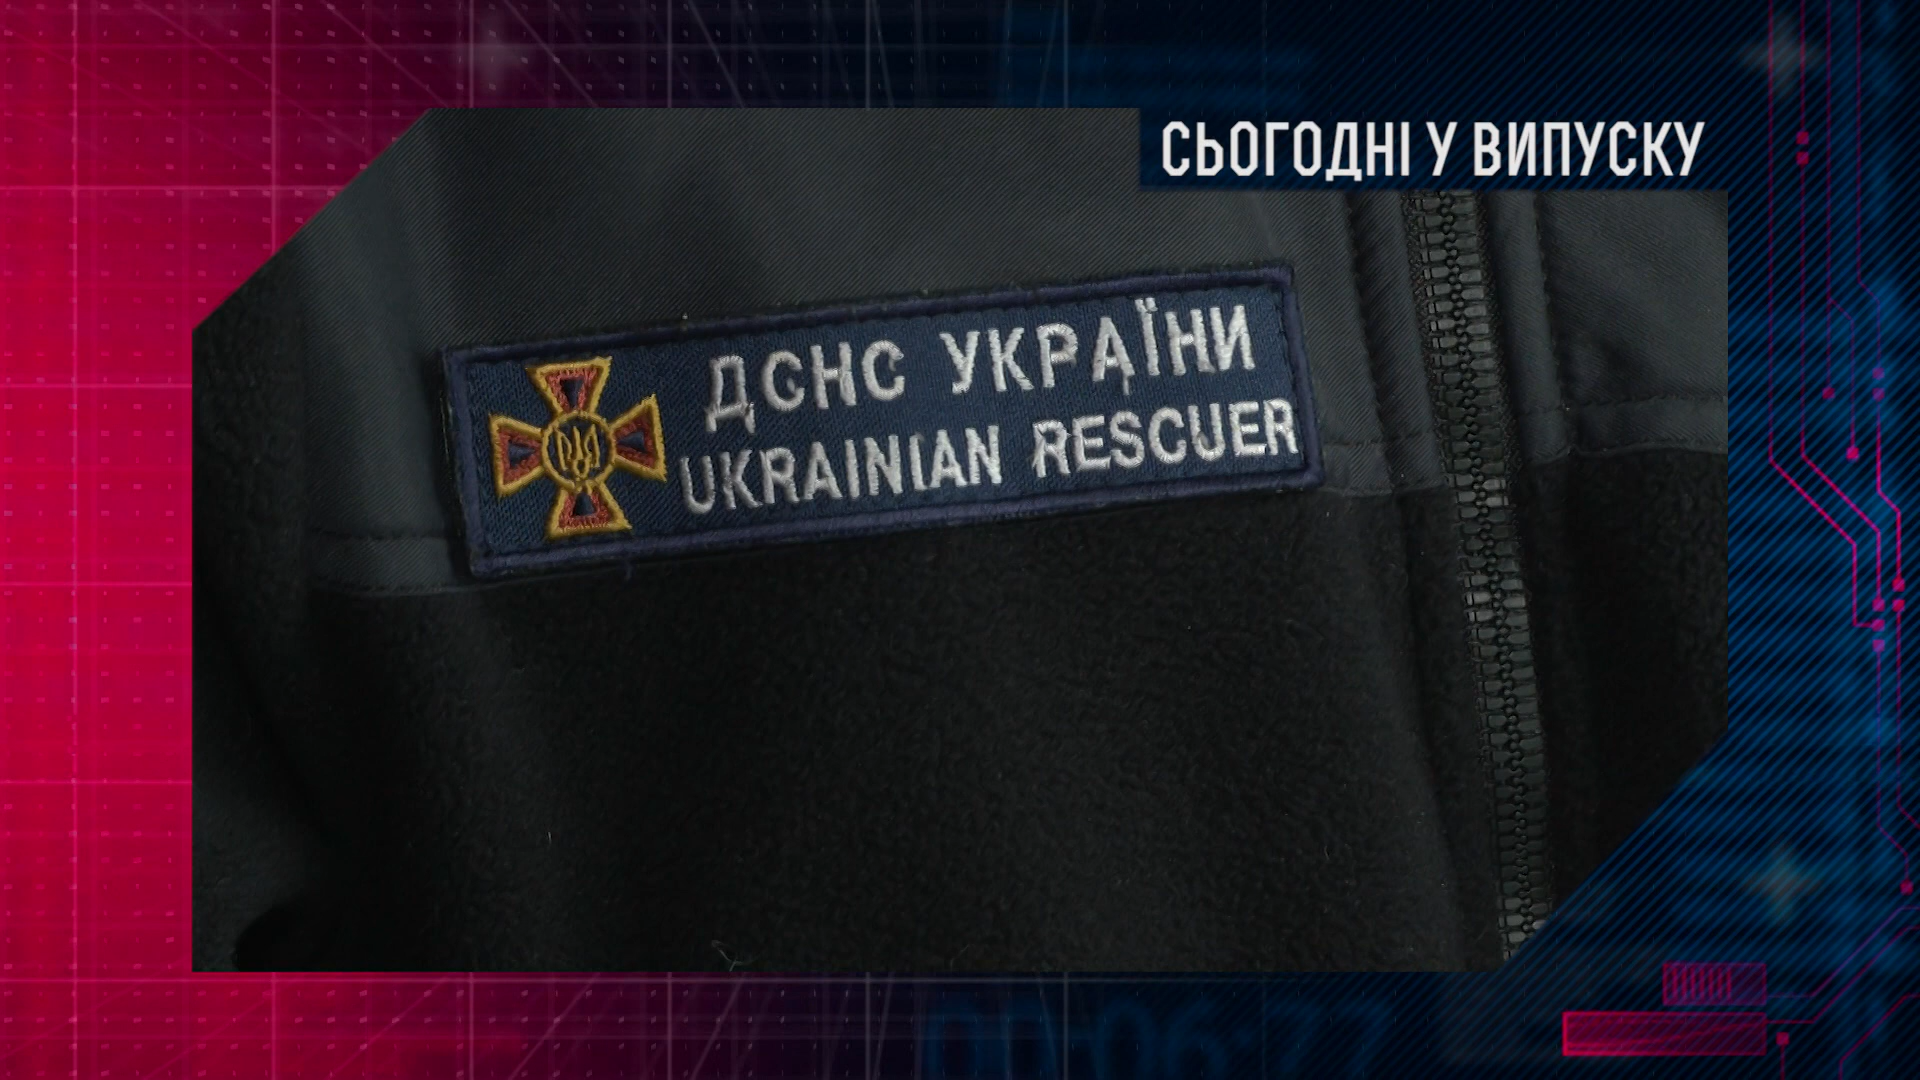 СЬОГОДНІ У ВИПУСКУ
ДСНС УКРАЇНИ
UKRAINIAN RESCUER